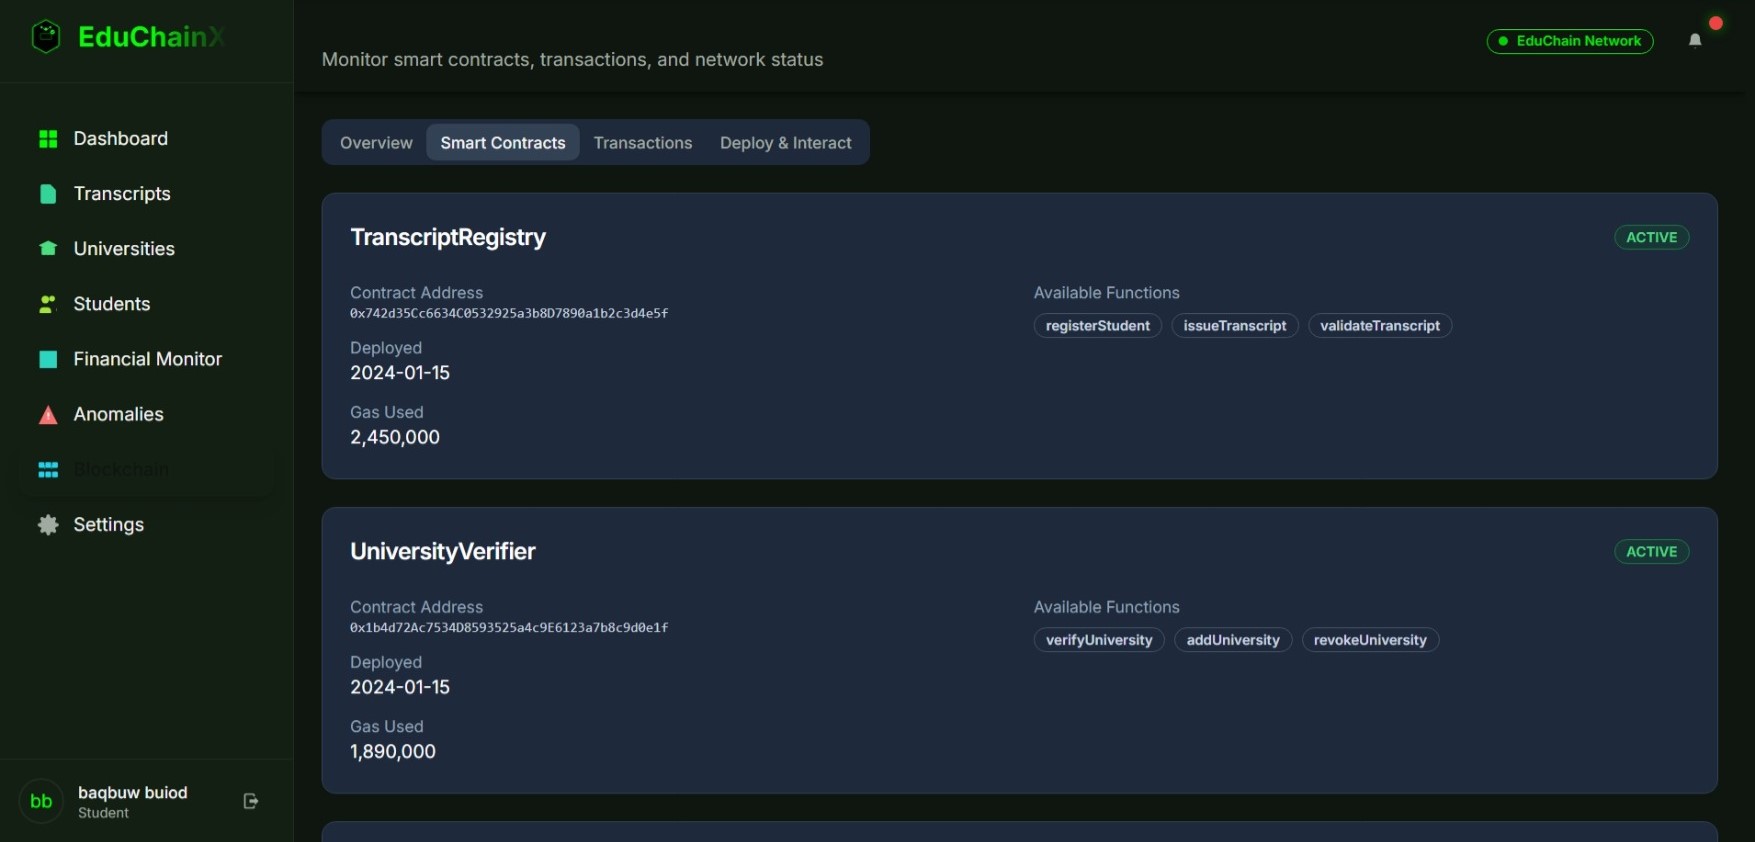 EduChainX
Monitor smart contracts, transactions, and network status
EduChain Network
Dashboard
Transcripts
Universities
Students
Financial Monitor
Anomalies
Blockchain
Settings
baqbuw buiod
Student
bb
Overview
Smart Contracts
Transactions
Deploy & Interact
TranscriptRegistry
ACTIVE
Contract Address
0x742d35Cc6634C0532925a3b8D7890a1b2c3d4e5f
Deployed
2024-01-15
Gas Used
2,450,000
Available Functions
registerStudent issueTranscript validateTranscript
UniversityVerifier
ACTIVE
Contract Address
0x1b4d72Ac7534D8593525a4c9E6123a7b8c9d0e1f
Deployed
2024-01-15
Gas Used
1,890,000
Available Functions
verifyUniversity addUniversity revokeUniversity